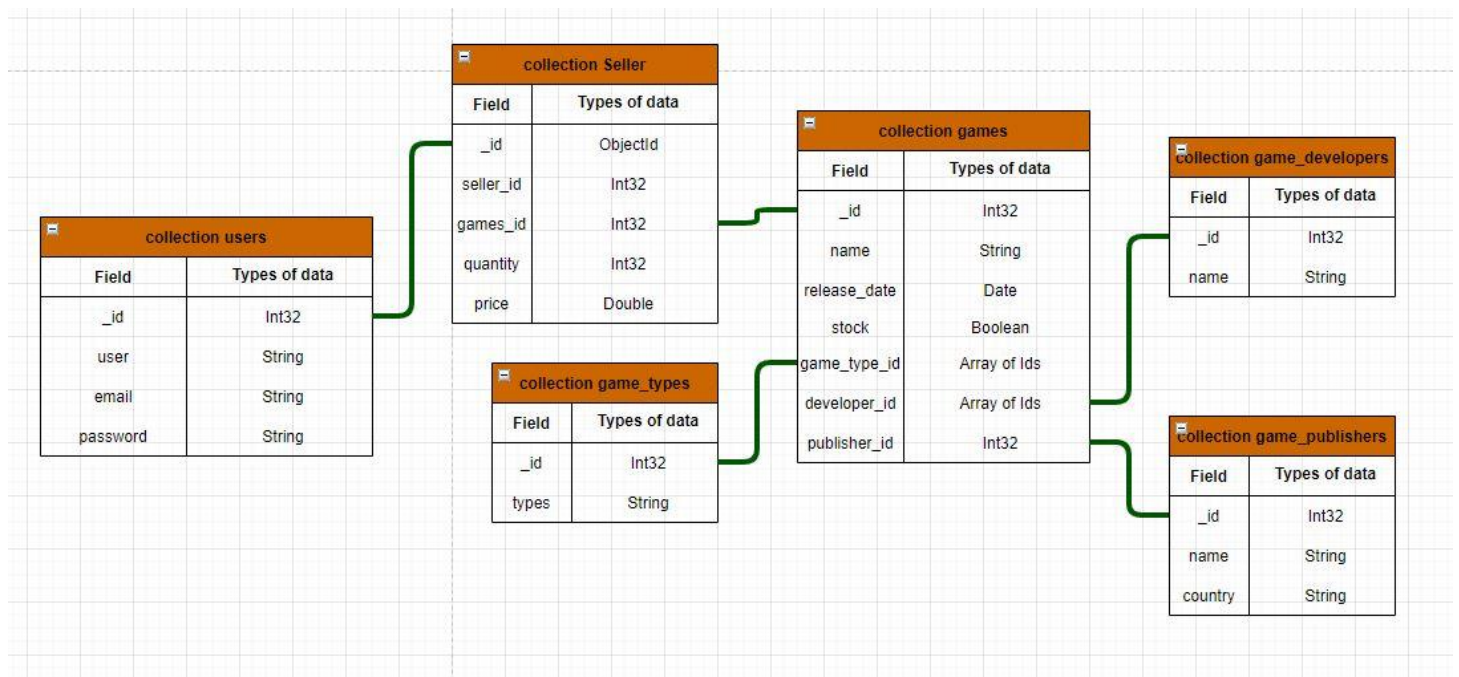 collection Seller
Field Types of data
_id ObjectId
seller_id Int32
games_id Int32
quantity Int32
price Double
collection users
Field Types of data
_id Int32
user String
email String
password String
collection game_types
Field Types of data
_id Int32
types String
collection games
Field Types of data
_id Int32
name String
release_date Date
stock Boolean
game_type_id Array of Ids
developer_id Array of Ids
publisher_id Int32
collection game_developers
Field Types of data
_id Int32
name String
collection game_publishers
Field Types of data
_id Int32
name String
country String